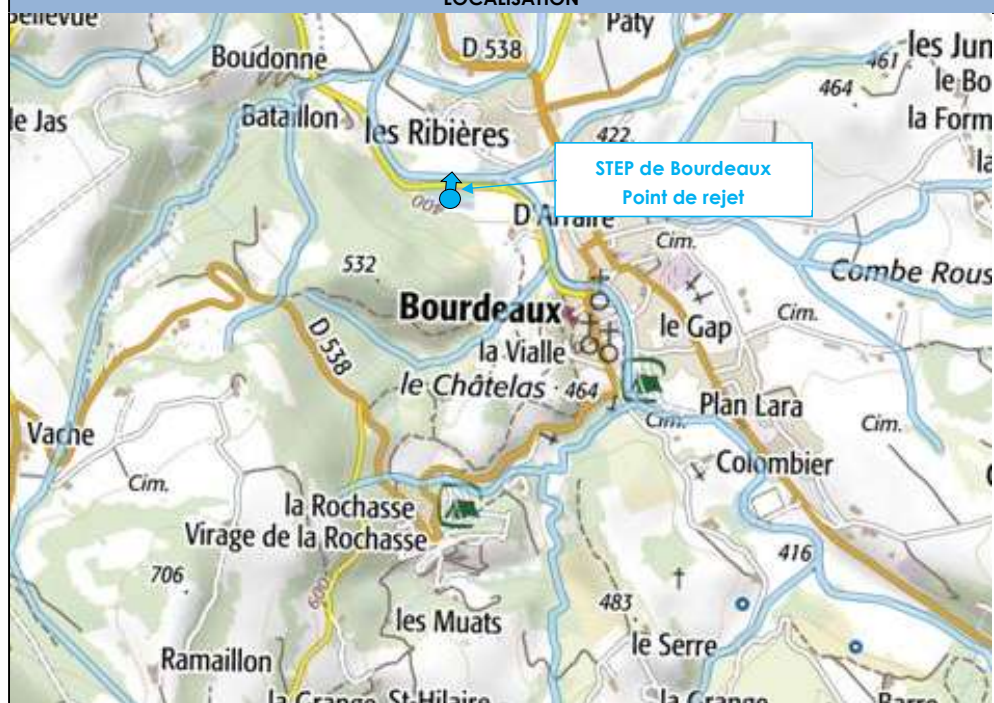 LOCALISATION
Bellevue
Paty
Boudonne
D 538
les Jun
461
464
le Bo
le Jas
Bataillon
les Ribières
la Form
422
STEP de Bourdeaux
Point de rejet
la
400
Cim.
532
Combe Rous
Bourdeaux
Cim.
le Gap
D 538
la Vialle
le Châtelas
464
Plan Lara
Vache
Cim.
Cim.
Cim.
Colombier
la Rochasse
Virage de la Rochasse
416
706
600
483
les Muats
le Serre
Ramaillon
la Grange
St-Hilaire
la Grange
Barre